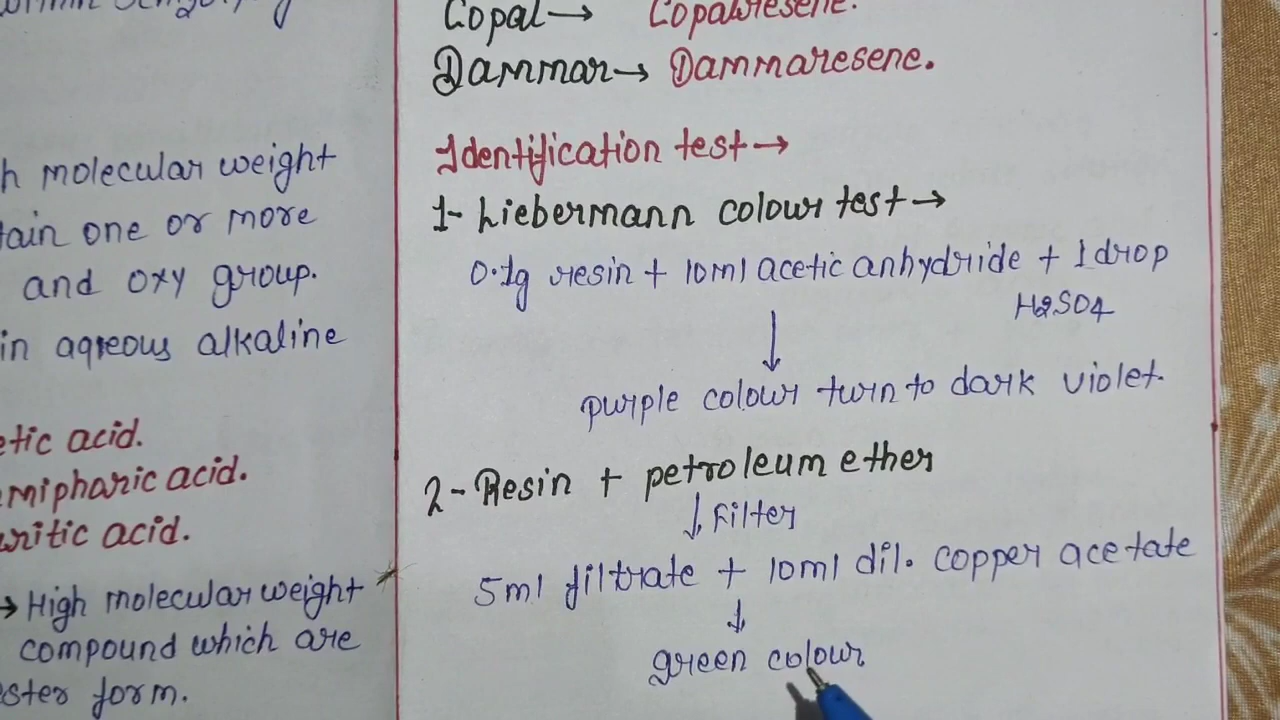 h molecular weight
tain one or more
and oxy group.
in aqreous alkaline
etic acid.
mipharic acid.
uritic acid.
→ High molecular weight
compound which are
ster form.
Copal → Copalresene.
Dammar → Dammaresene.
Identification test →
1- Liebermann colour test →
0.1g resin + 10ml acetic anhydride + 1 drop
H2SO4
↓
purple colour turn to dark violet.
2- Resin + petroleum ether
↓ Filter
5ml filtrate + 10ml dil. copper acetate
↓
green colour